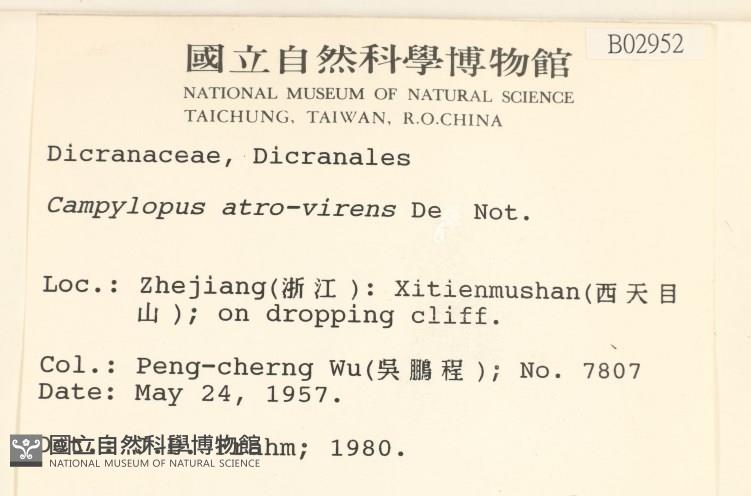 國立自然科學博物館
B02952
NATIONAL MUSEUM OF NATURAL SCIENCE
TAICHUNG, TAIWAN, R.O.CHINA
Dicranaceae, Dicranales
Campylopus atro-virens De Not.
Loc.: Zhejiang(浙江): Xitienmushan(西天目
山); on dropping cliff.
Col.: Peng-cherng Wu(吳鵬程); No. 7807
Date: May 24, 1957.
1980.
國立自然科學博物館
NATIONAL MUSEUM OF NATURAL SCIENCE